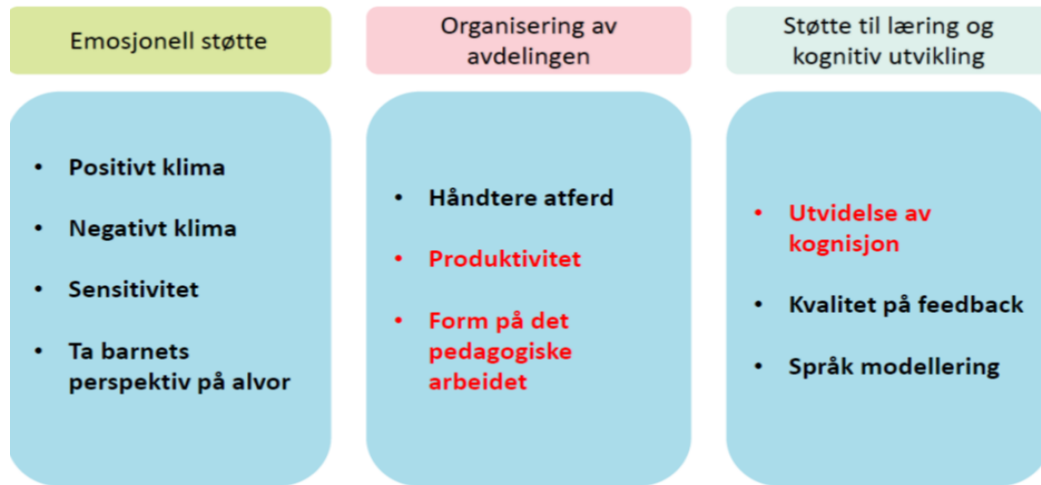 Emosjonell støtte
Organisering av
avdelingen
Støtte til læring og
kognitiv utvikling
• Positivt klima
• Negativt klima
• Sensitivitet
• Ta barnets
perspektiv på alvor
• Håndtere atferd
• Produktivitet
• Form på det
pedagogiske
arbeidet
• Utvidelse av
kognisjon
• Kvalitet på feedback
• Språk modellering